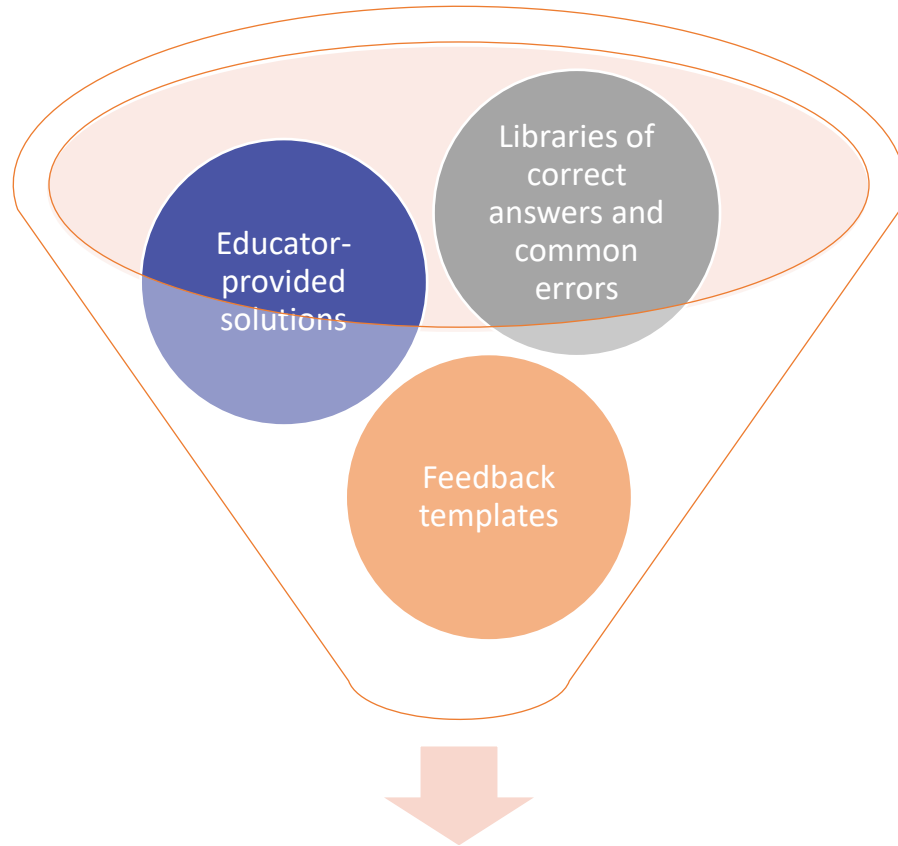 Libraries of
correct
answers and
common
errors
Educator-
provided
solutions
Feedback
templates